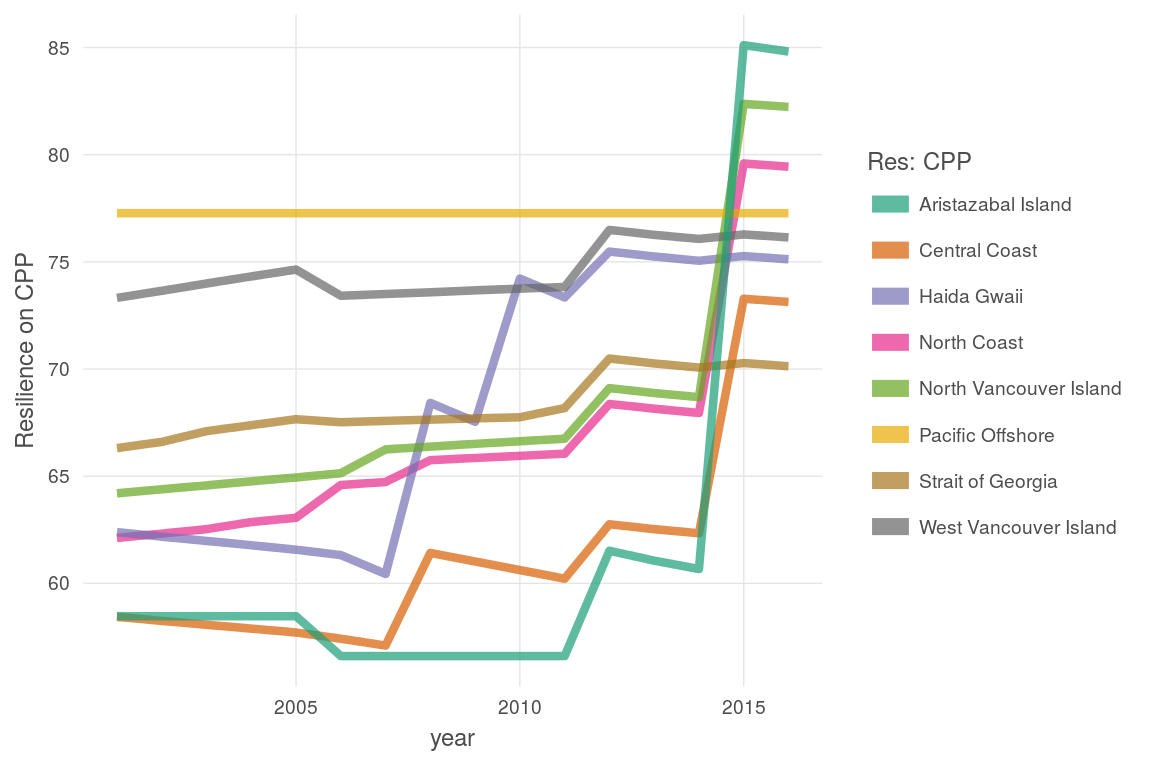 85
80
75
70
65
60
Resilience on CPP
2005
2010
2015
year
Res: CPP
Aristazabal Island
Central Coast
Haida Gwaii
North Coast
North Vancouver Island
Pacific Offshore
Strait of Georgia
West Vancouver Island